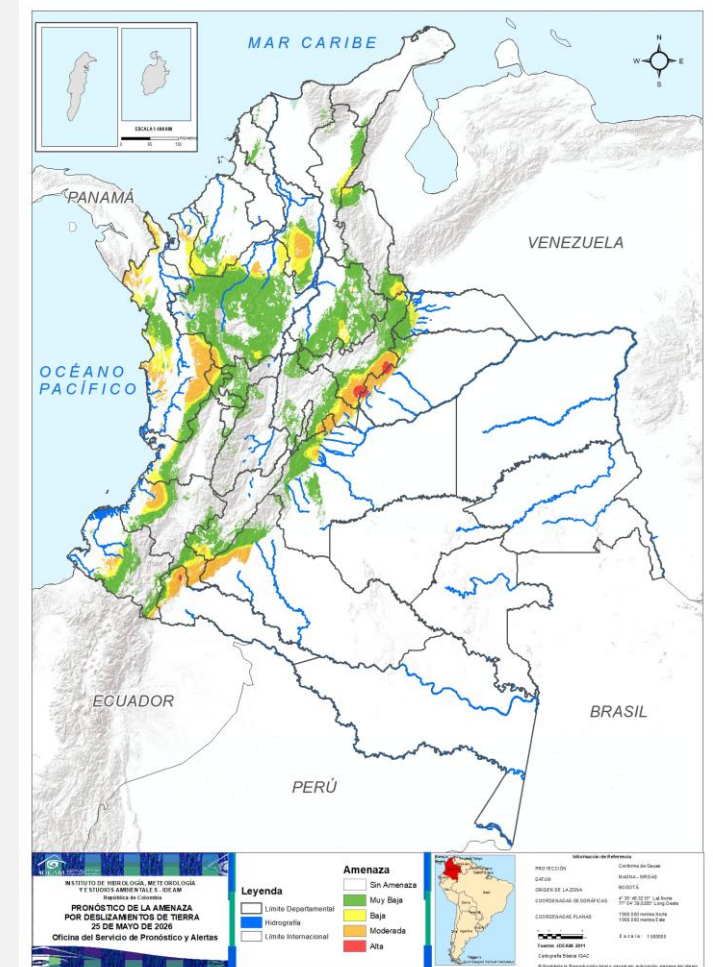 MAR CARIBE
N
W
E
S
ESCALA 1:600.000
PANAMÁ
VENEZUELA
OCÉANO
PACÍFICO
ECUADOR
BRASIL
PERÚ
IDEAM
INSTITUTO DE HIDROLOGÍA, METEOROLOGÍA
Y ESTUDIOS AMBIENTALES - IDEAM
República de Colombia
PRONÓSTICO DE LA AMENAZA
POR DESLIZAMIENTOS DE TIERRA
25 DE MAYO DE 2026
Oficina del Servicio de Pronóstico y Alertas
Leyenda
Límite Departamental
Hidrografía
Límite Internacional
Amenaza
Sin Amenaza
Muy Baja
Baja
Moderada
Alta
Información de Referencia
PROYECCIÓN Conforme de Gauss
DATUM MAGNA - SIRGAS
ORIGEN DE LA ZONA BOGOTÁ
COORDENADAS GEOGRÁFICAS
COORDENADAS PLANAS
Fuente: IDEAM 2011
Cartografía Básica IGAC